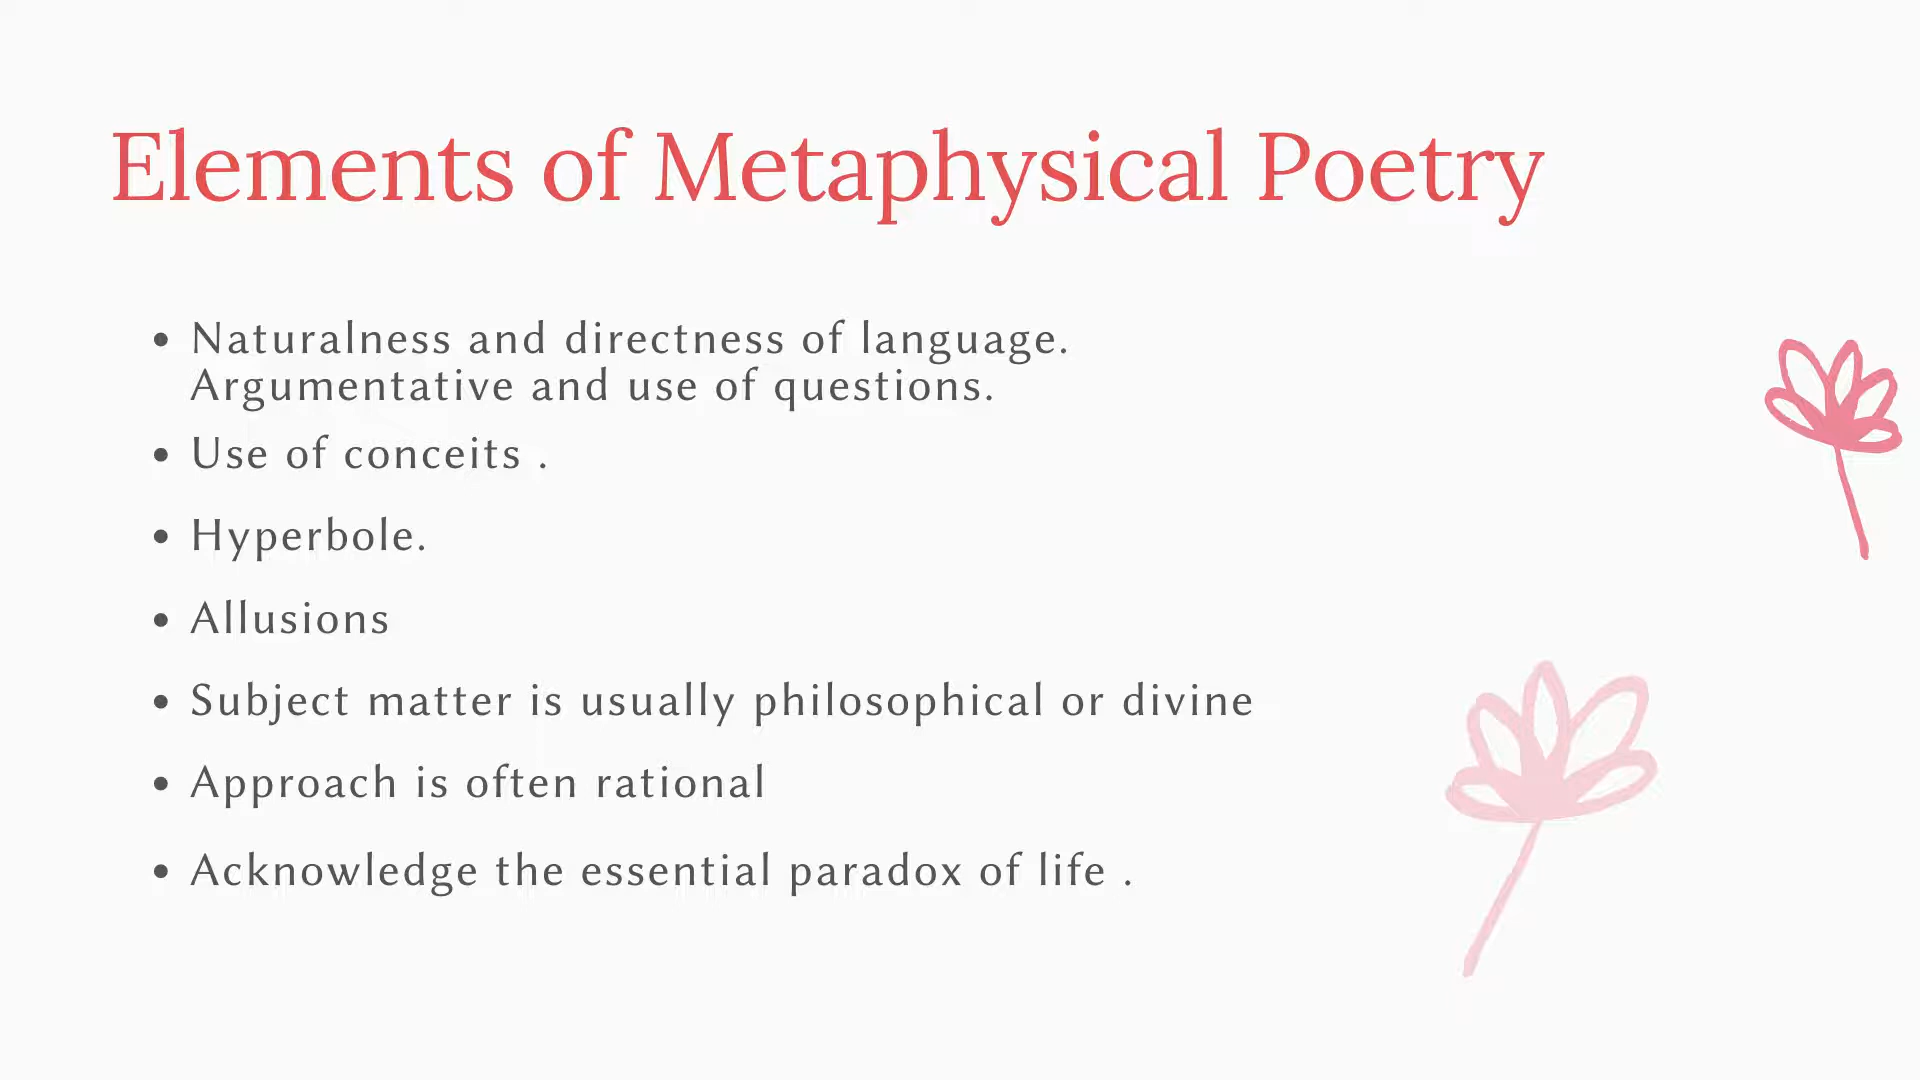 Elements of Metaphysical Poetry
• Naturalness and directness of language.
Argumentative and use of questions.
• Use of conceits .
• Hyperbole.
• Allusions
• Subject matter is usually philosophical or divine
• Approach is often rational
• Acknowledge the essential paradox of life .